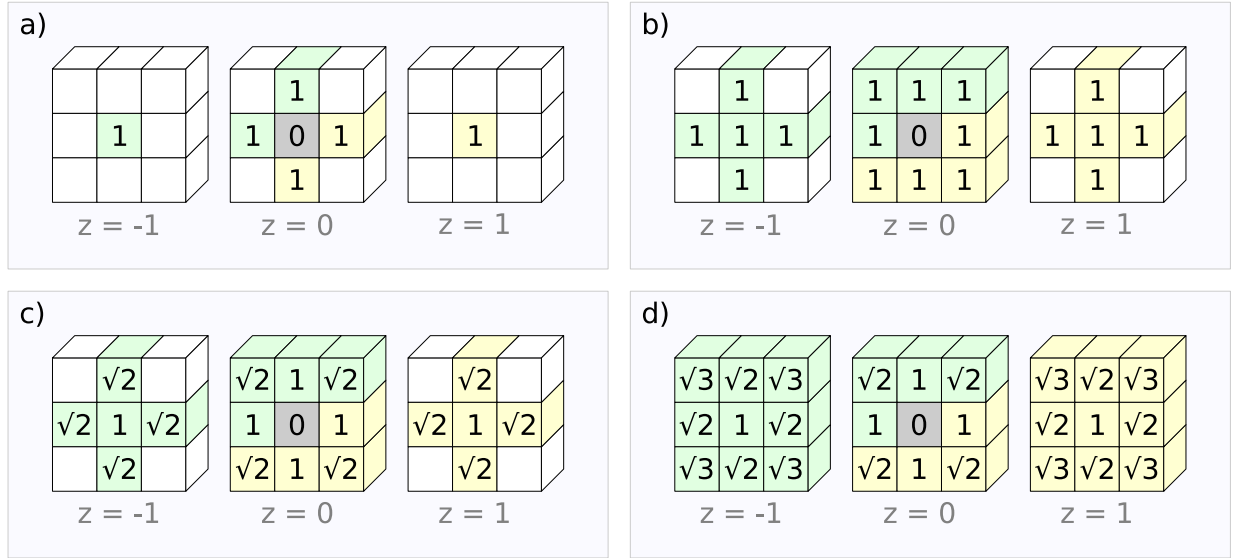 a)
1
1
1 0 1
1
1
z = -1
z = 0
z = 1
b)
1
1 1 1
1
1 1 1
1 0 1
1 1 1
1
1 1 1
1
z = -1
z = 0
z = 1
c)
√2
√2 1 √2
√2
√2 1 √2
1 0 1
√2 1 √2
√2
√2 1 √2
√2
z = -1
z = 0
z = 1
d)
√3 √2 √3
√2 1 √2
√3 √2 √3
√2 1 √2
1 0 1
√2 1 √2
√3 √2 √3
√2 1 √2
√3 √2 √3
z = -1
z = 0
z = 1